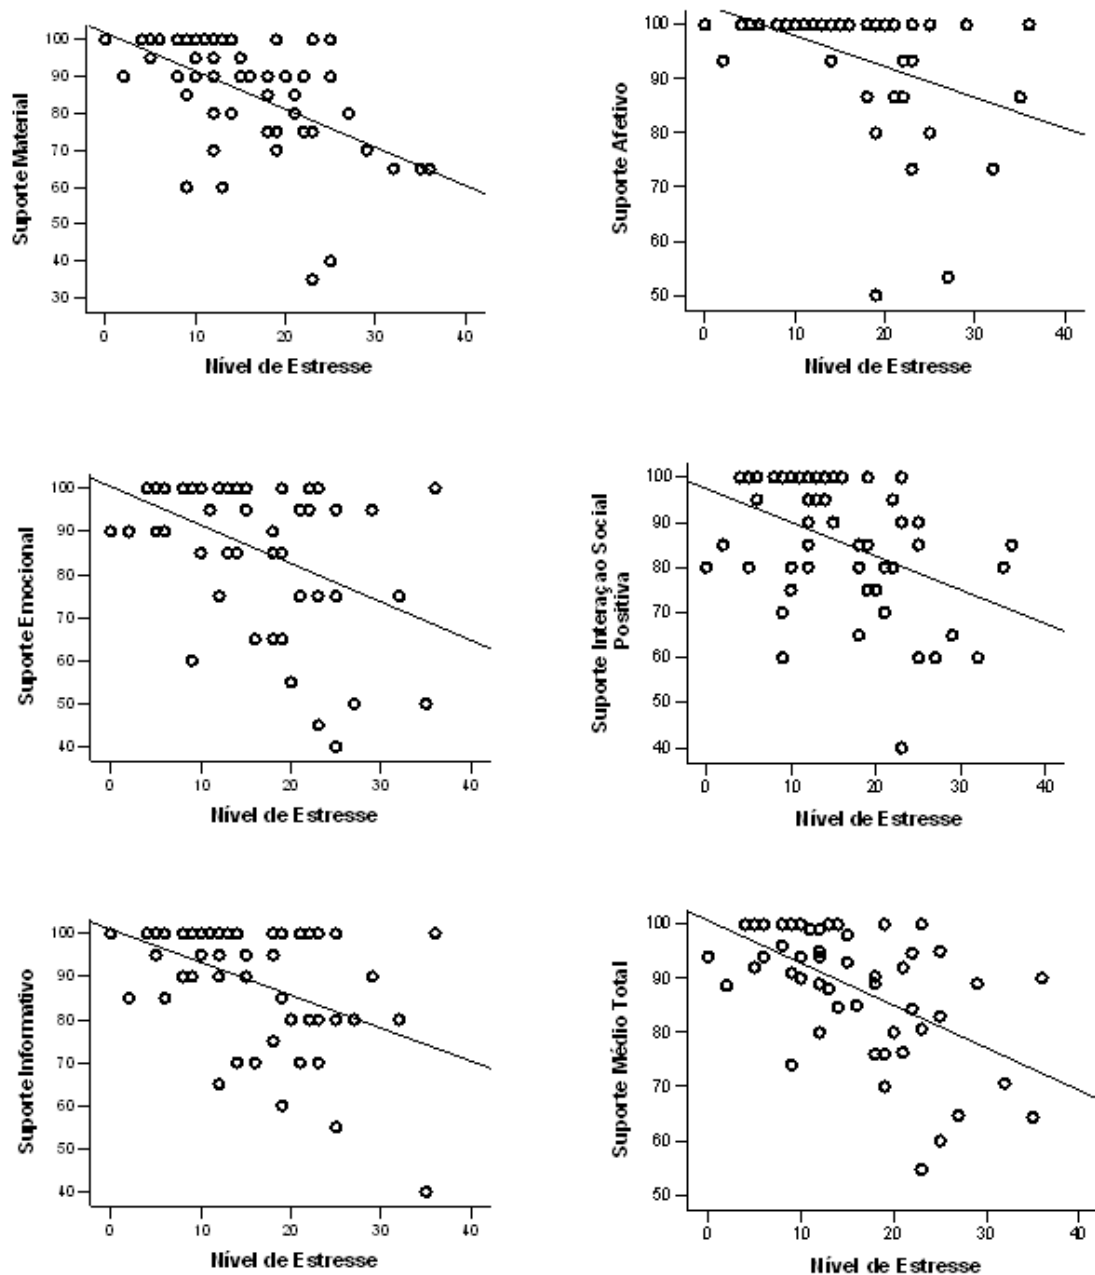 Suporte Material
100
90
80
70
60
50
40
30
0 10 20 30 40
Nível de Estresse
Suporte Afetivo
100
90
80
70
60
50
0 10 20 30 40
Nível de Estresse
Suporte Emocional
100
90
80
70
60
50
40
0 10 20 30 40
Nível de Estresse
Suporte Interaçao Social
Positiva
100
90
80
70
60
50
40
0 10 20 30 40
Nível de Estresse
Suporte Informativo
100
90
80
70
60
50
40
0 10 20 30 40
Nível de Estresse
Suporte Médio Total
100
90
80
70
60
50
0 10 20 30 40
Nível de Estresse